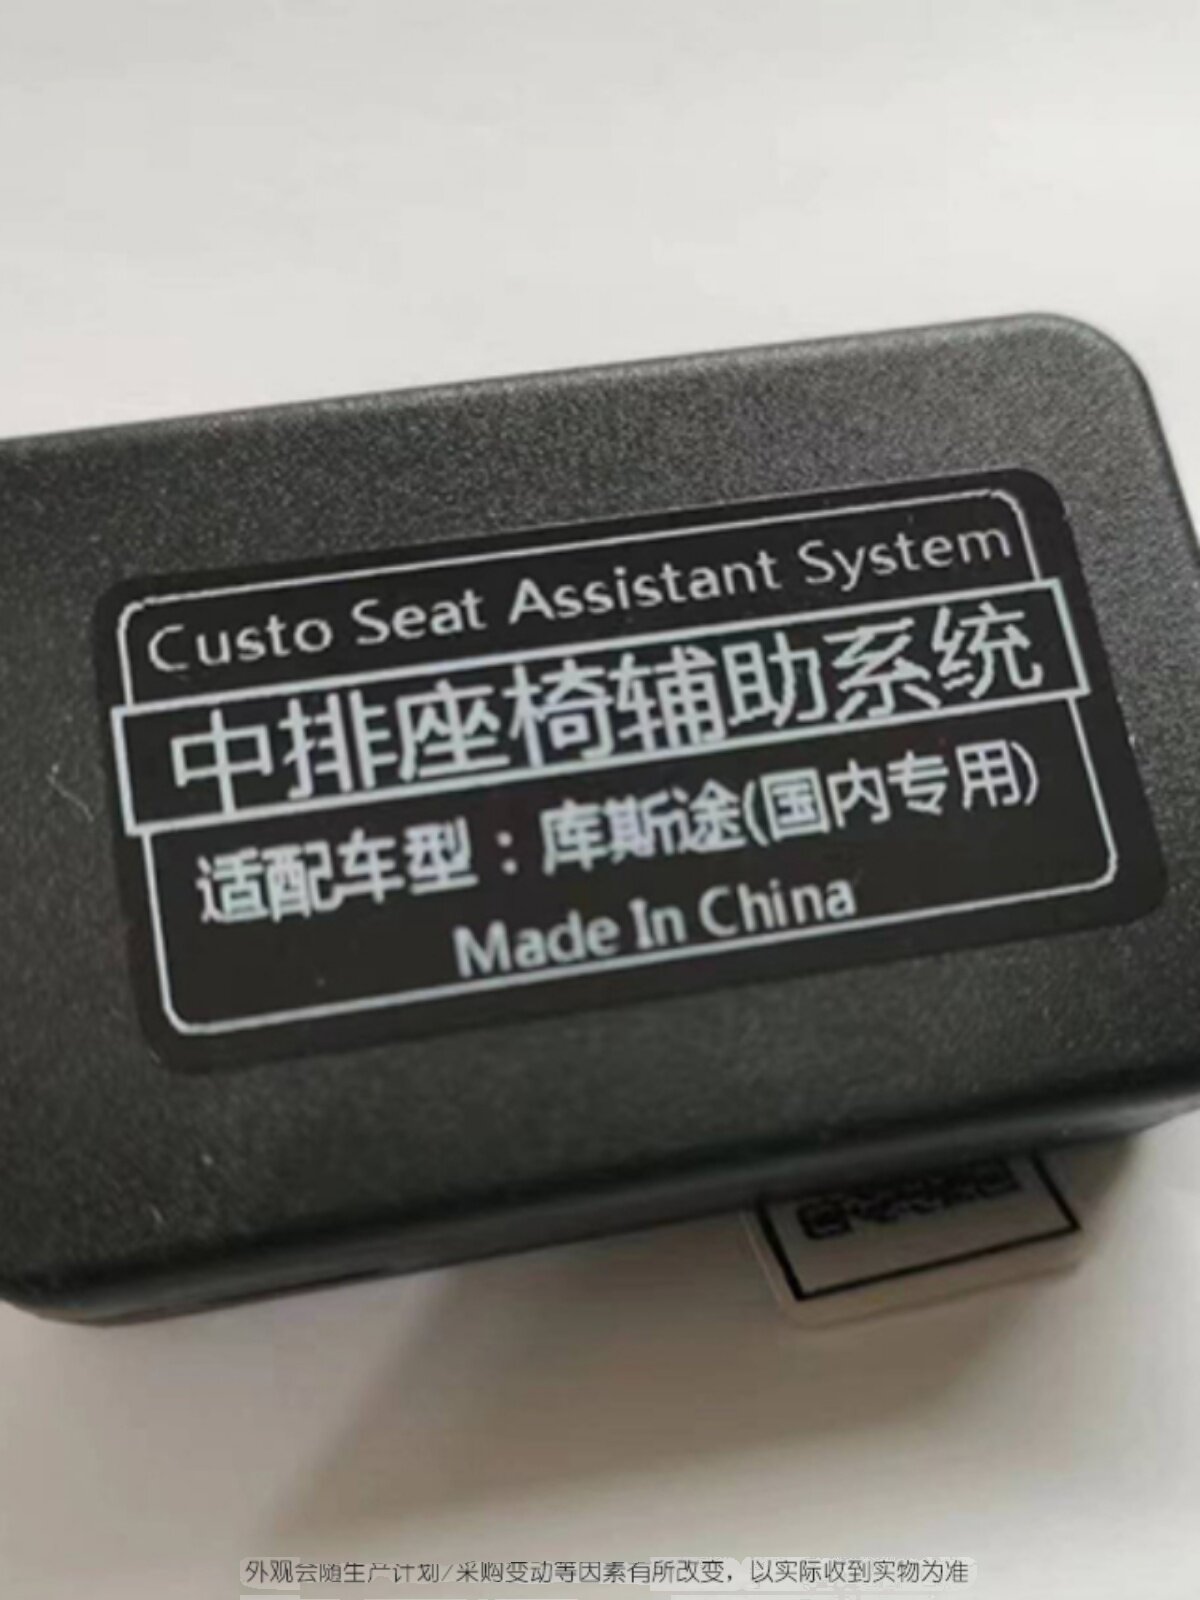 Custo Seat Assistant System
中排座椅辅助系统
适配车型：库斯途(国内专用)
Made In China
外观会随生产计划/采购变动等因素有所改变，以实际收到实物为准